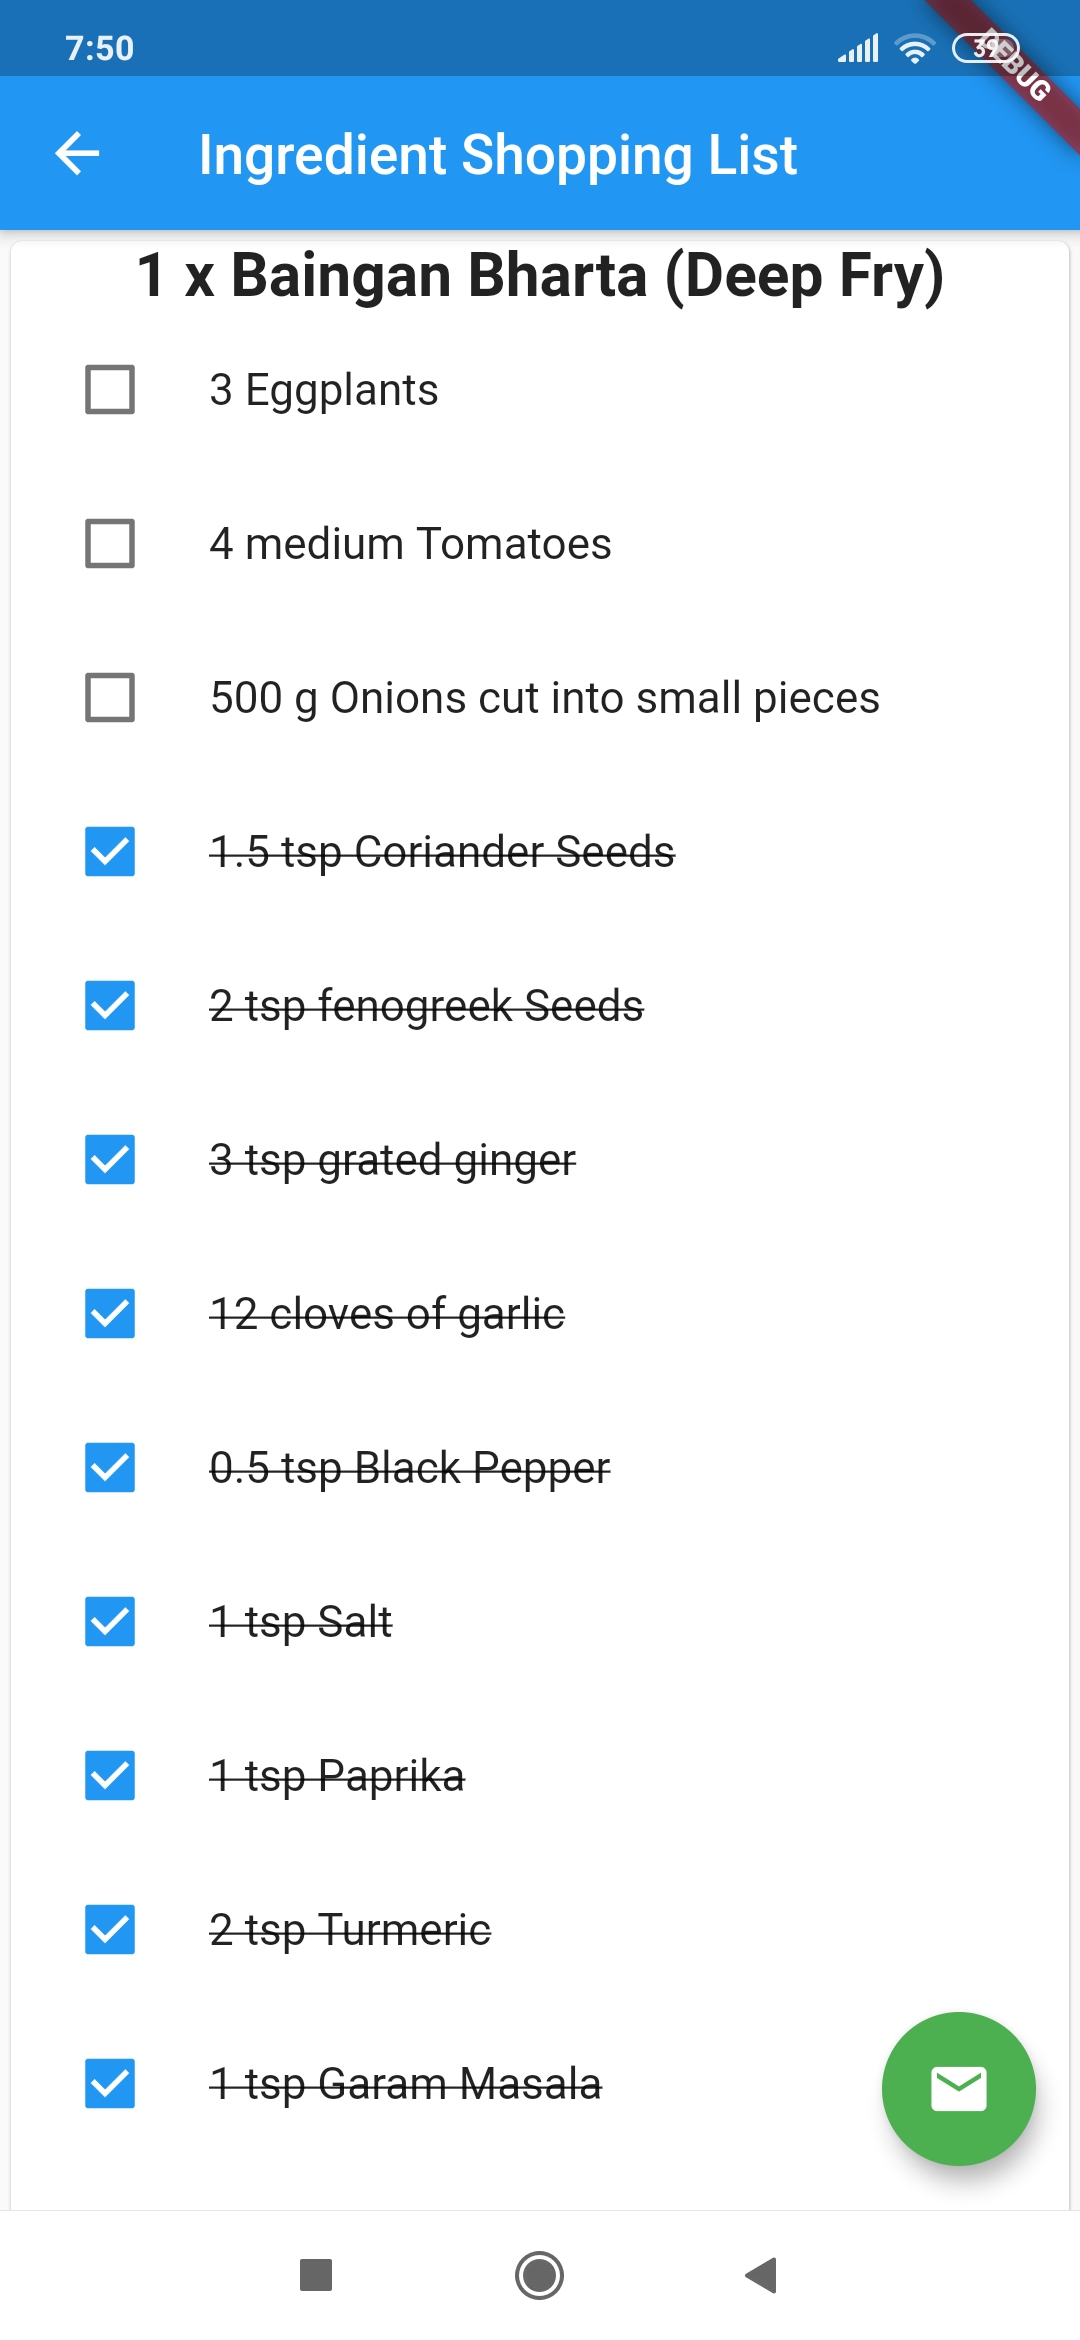 7:50
39
DEBUG
Ingredient Shopping List
1 x Baingan Bharta (Deep Fry)
3 Eggplants
4 medium Tomatoes
500 g Onions cut into small pieces
1.5 tsp Coriander Seeds
2 tsp fenogreek Seeds
3 tsp grated ginger
12 cloves of garlic
0.5 tsp Black Pepper
1 tsp Salt
1 tsp Paprika
2 tsp Turmeric
1 tsp Garam Masala